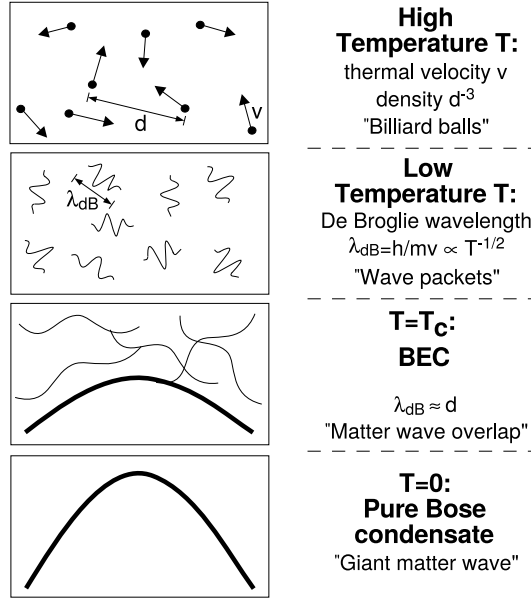 v
d
High
Temperature T:
thermal velocity v
density d⁻³
"Billiard balls"
λdB
Low
Temperature T:
De Broglie wavelength
λdB=h/mv ∝ T⁻¹/²
"Wave packets"
T=Tc:
BEC
λdB ≈ d
"Matter wave overlap"
T=0:
Pure Bose
condensate
"Giant matter wave"